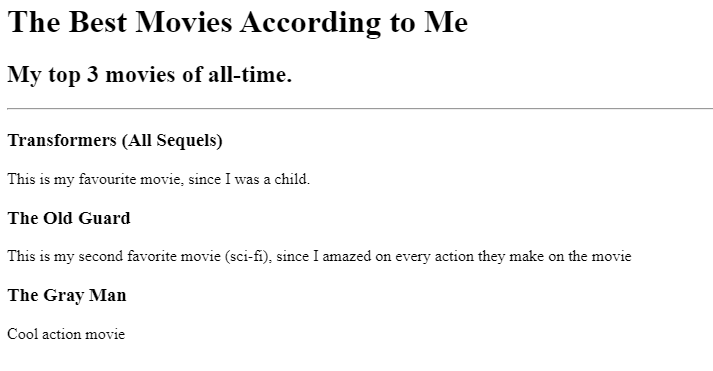 The Best Movies According to Me
My top 3 movies of all-time.
Transformers (All Sequels)
This is my favourite movie, since I was a child.
The Old Guard
This is my second favorite movie (sci-fi), since I amazed on every action they make on the movie
The Gray Man
Cool action movie